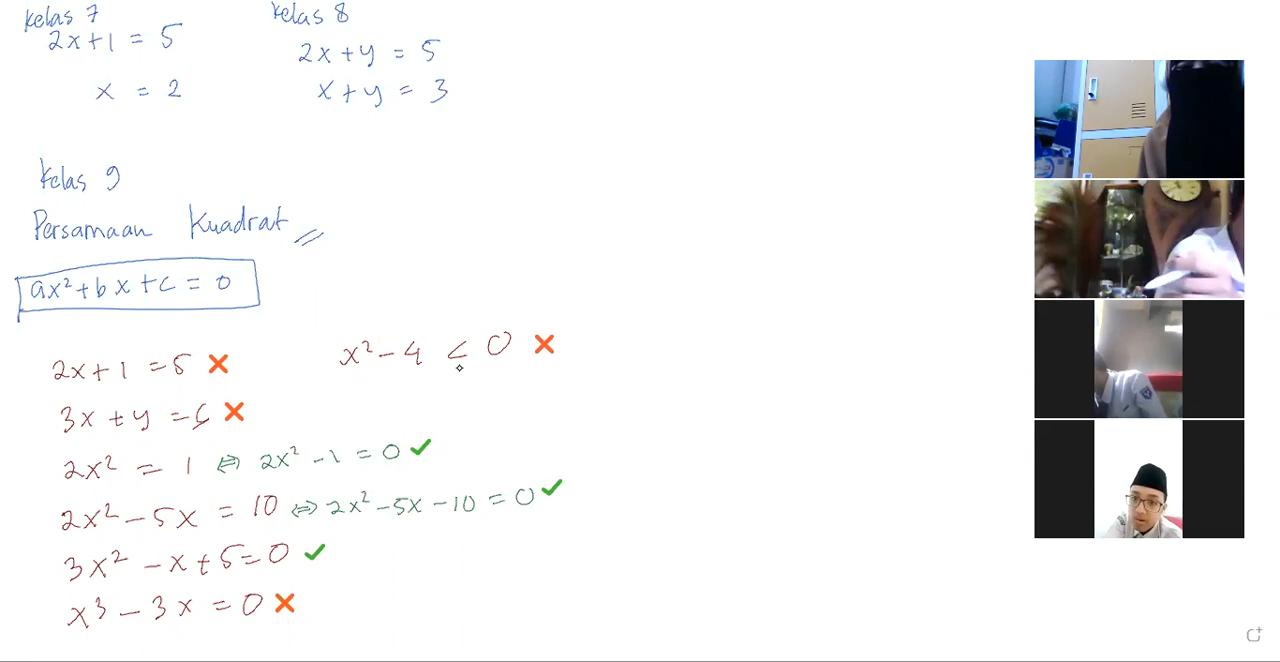 Kelas 7
2x+1 = 5
x = 2
Kelas 8
2x+y = 5
x+y = 3
Kelas 9
Persamaan Kuadrat
ax²+bx+c = 0
2x+1 = 5 ✗
3x+y = 5 ✗
2x² = 1 ⇔ 2x²-1 = 0 ✓
2x²-5x = 10 ⇔ 2x²-5x-10 = 0 ✓
3x²-x+5=0 ✓
x³-3x = 0 ✗
x²-4 < 0 ✗